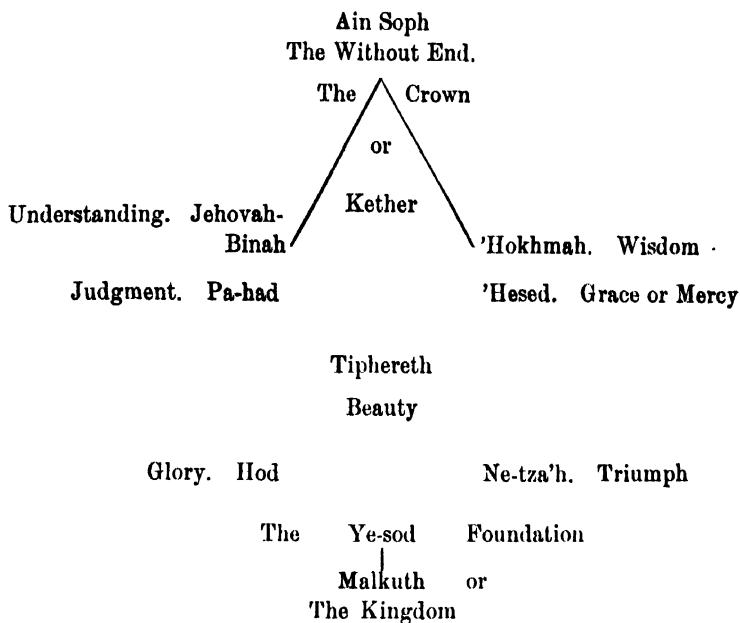 Ain Soph
The Without End.
The Crown
or
Kether
Understanding. Jehovah-
Binah
'Hokhmah. Wisdom
Judgment. Pa-had
'Hesed. Grace or Mercy
Tiphereth
Beauty
Glory. Hod
Ne-tza'h. Triumph
The Ye-sod Foundation
Malkuth or
The Kingdom